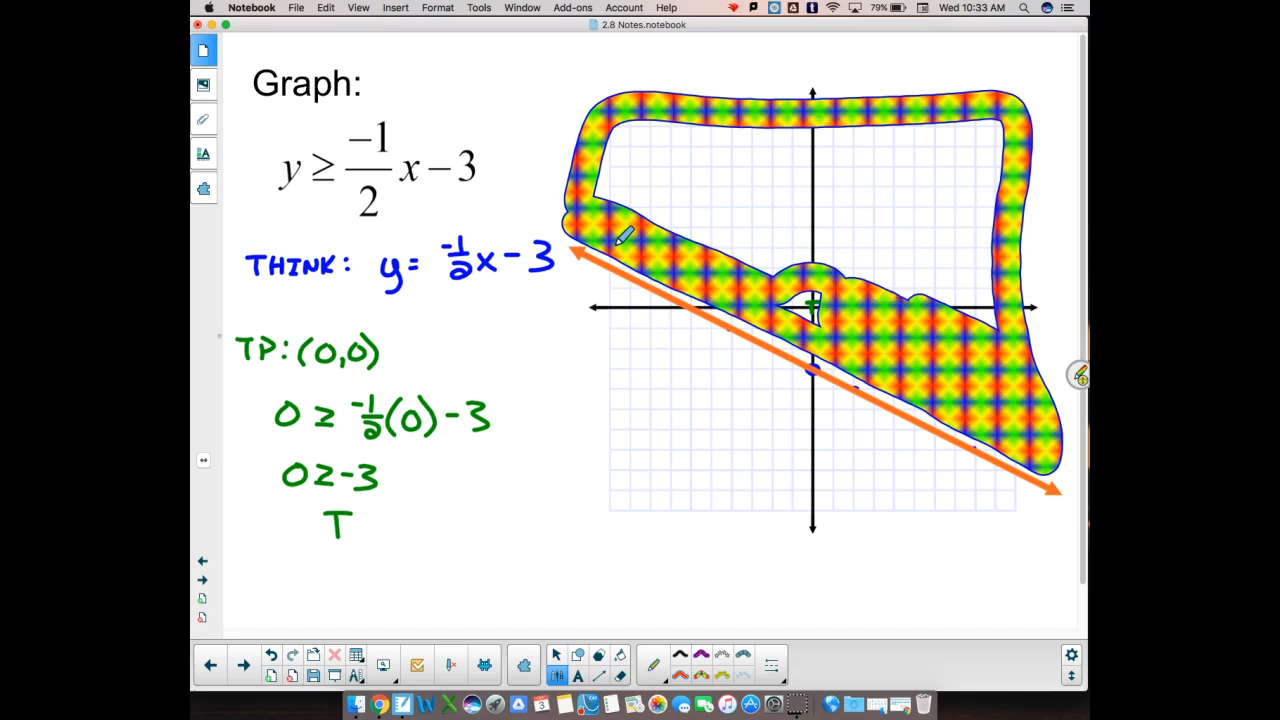 Notebook File Edit View Insert Format Tools Window Add-ons Account Help 79% Wed 10:33 AM
2.8 Notes.notebook
Graph:
y ≥ -1/2 x - 3
THINK: y = -1/2 x - 3
TP: (0,0)
0 ≥ -1/2 (0) - 3
0 ≥ -3
T
T